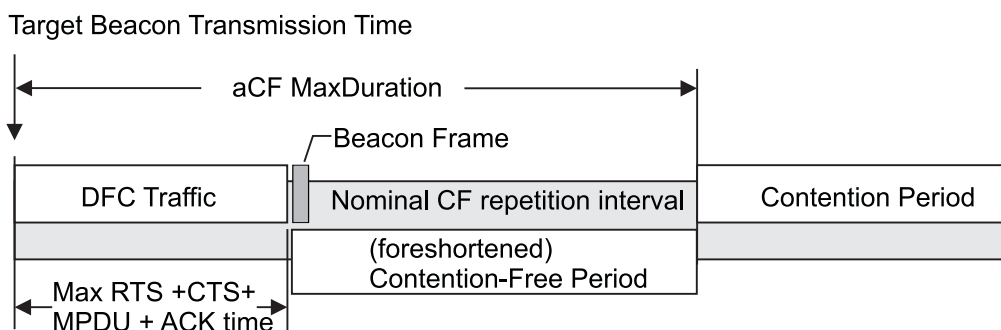 Target Beacon Transmission Time
aCF MaxDuration
Beacon Frame
DFC Traffic
Nominal CF repetition interval
Contention Period
(foreshortened)
Contention-Free Period
Max RTS +CTS+
MPDU + ACK time